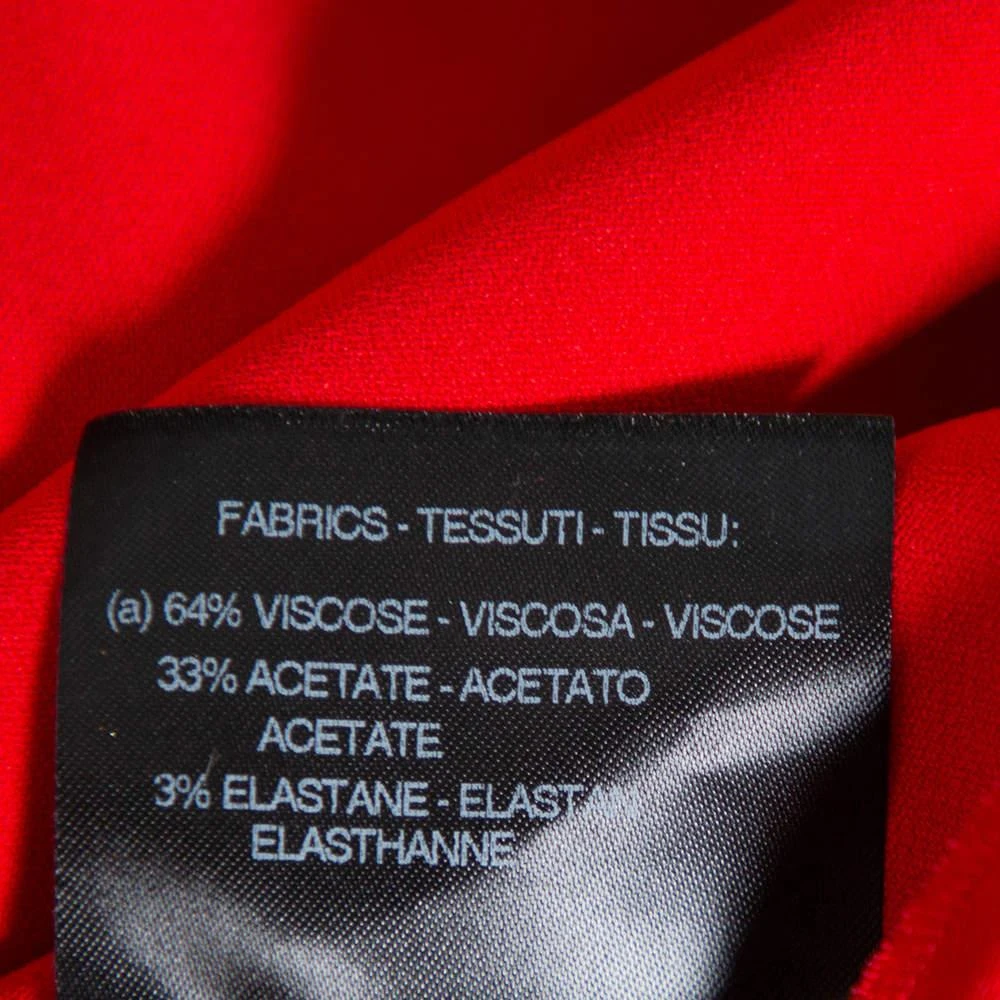 FABRICS - TESSUTI - TISSU:
(a) 64% VISCOSE - VISCOSA - VISCOSE
33% ACETATE - ACETATO
ACETATE
3% ELASTANE -
ELASTHANNE